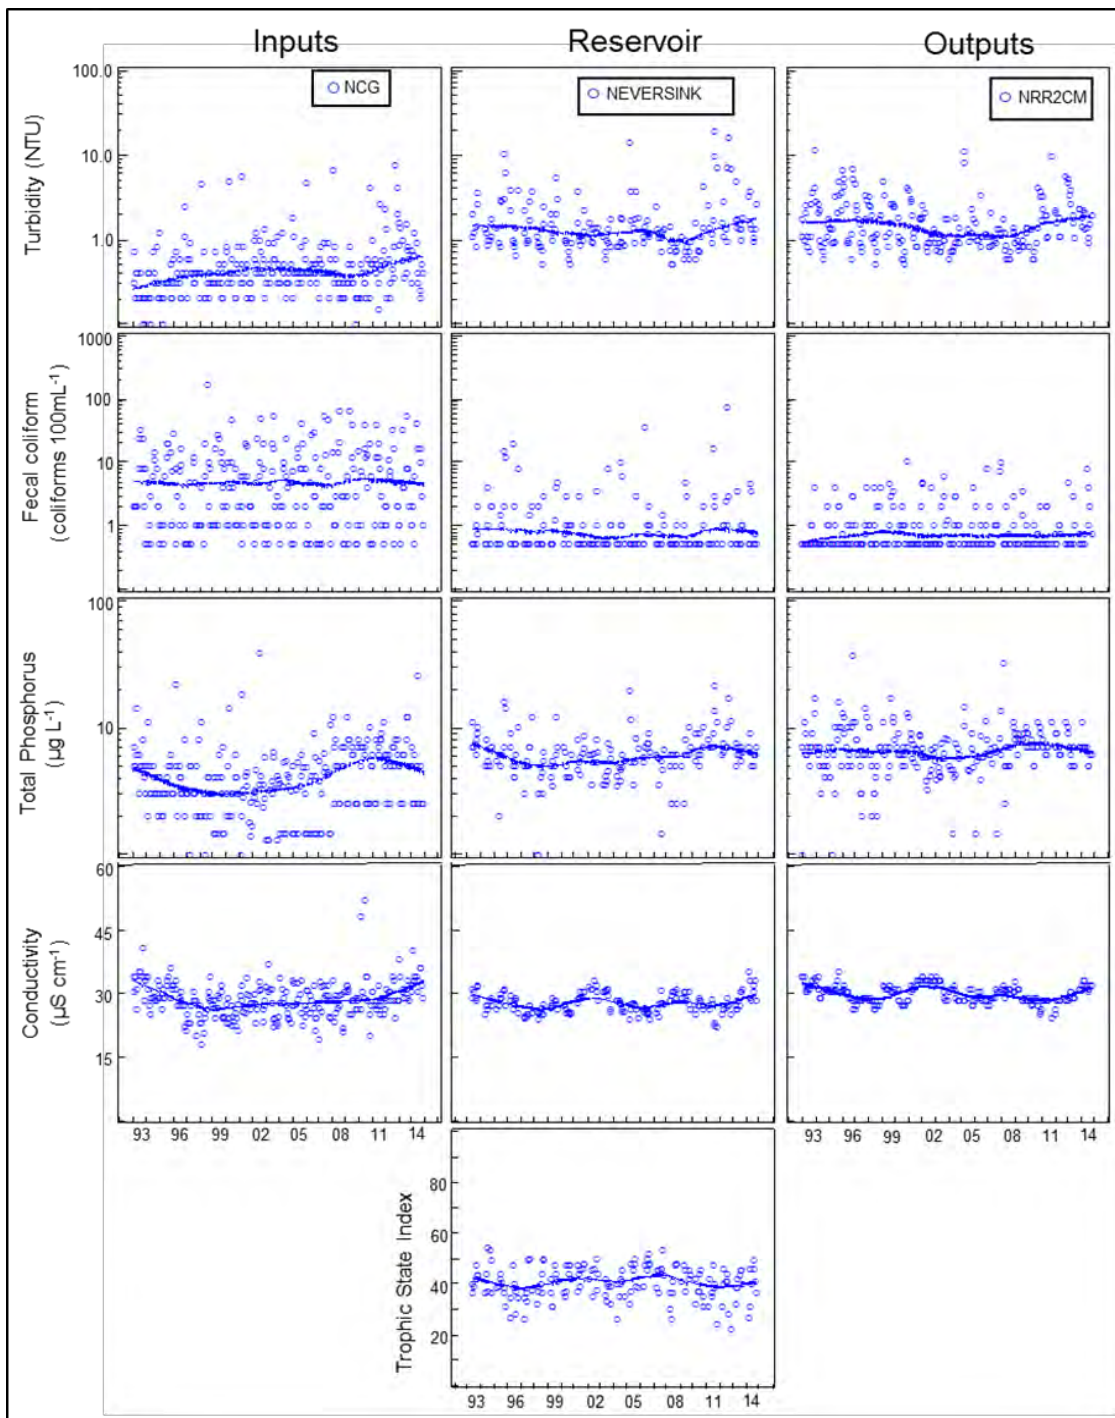 Inputs Reservoir Outputs
NCG NEVERSINK NRR2CM
Turbidity (NTU)
100.0
10.0
1.0
Fecal coliform
(coliforms 100mL⁻¹)
1000
100
10
1
Total Phosphorus
(µg L⁻¹)
100
10
Conductivity
(µS cm⁻¹)
60
45
30
15
93 96 99 02 05 08 11 14
93 96 99 02 05 08 11 14
Trophic State Index
80
60
40
20
93 99 02 05 08 11 14